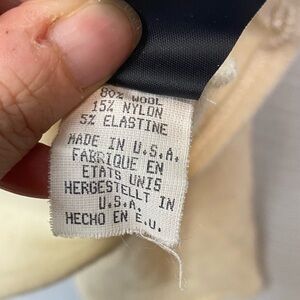 80% WOOL
15% NYLON
5% ELASTINE
MADE IN U.S.A.
FABRIQUE EN
ETATS UNIS
HERGESTELLT IN
U.S.A.
HECHO EN E.U.